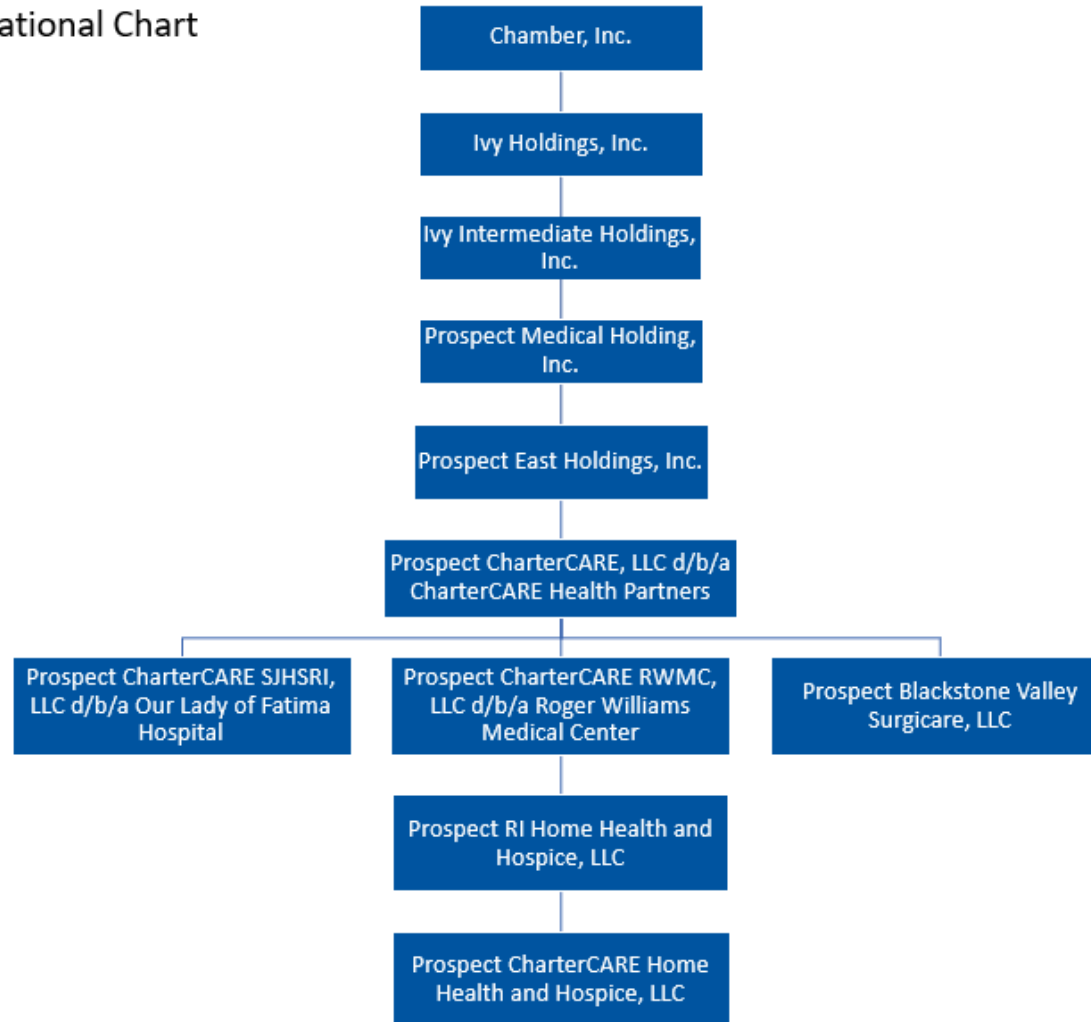 ational Chart
Chamber, Inc.
Ivy Holdings, Inc.
Ivy Intermediate Holdings,
Inc.
Prospect Medical Holding,
Inc.
Prospect East Holdings, Inc.
Prospect CharterCARE, LLC d/b/a
CharterCARE Health Partners
Prospect CharterCARE SJHSRI,
LLC d/b/a Our Lady of Fatima
Hospital
Prospect CharterCARE RWMC,
LLC d/b/a Roger Williams
Medical Center
Prospect Blackstone Valley
Surgicare, LLC
Prospect RI Home Health and
Hospice, LLC
Prospect CharterCARE Home
Health and Hospice, LLC